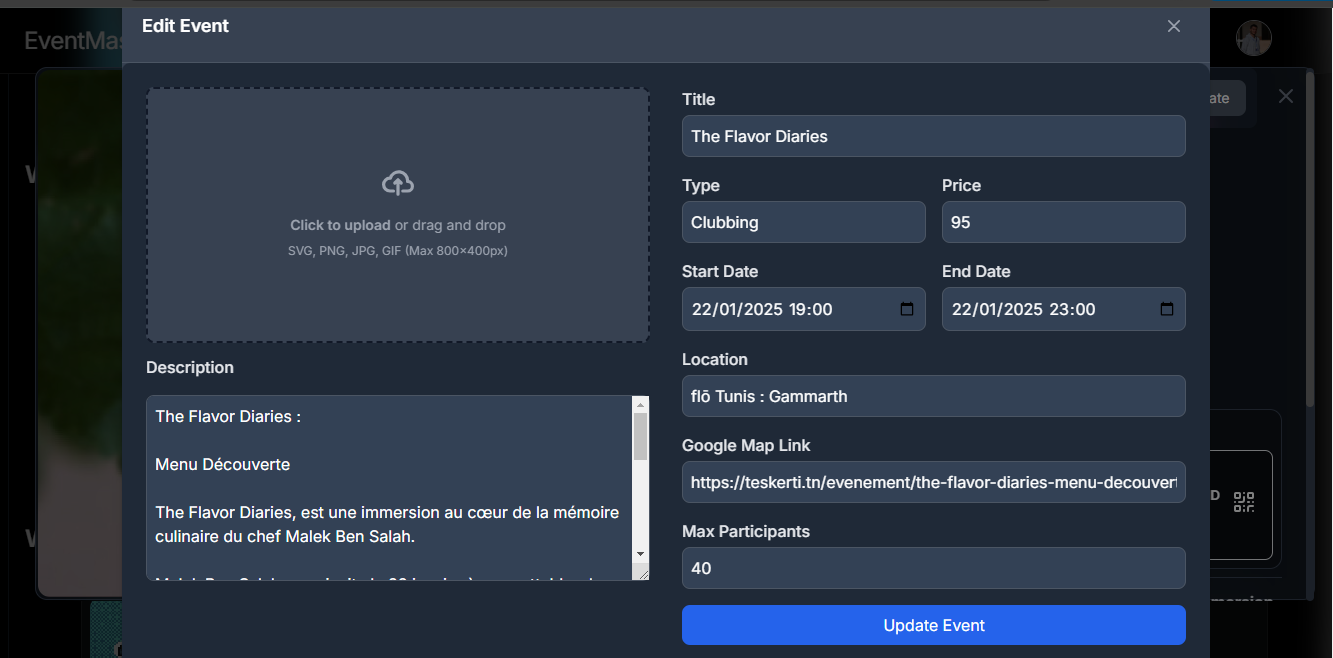 Edit Event
EventMas
ate
Click to upload or drag and drop
SVG, PNG, JPG, GIF (Max 800×400px)
Description
The Flavor Diaries :
Menu Découverte
The Flavor Diaries, est une immersion au cœur de la mémoire
culinaire du chef Malek Ben Salah.
Title
The Flavor Diaries
Type
Price
Clubbing
95
Start Date
End Date
22/01/2025 19:00
22/01/2025 23:00
Location
flō Tunis : Gammarth
Google Map Link
https://teskerti.tn/evenement/the-flavor-diaries-menu-decouvert
Max Participants
40
Update Event
W
W
D